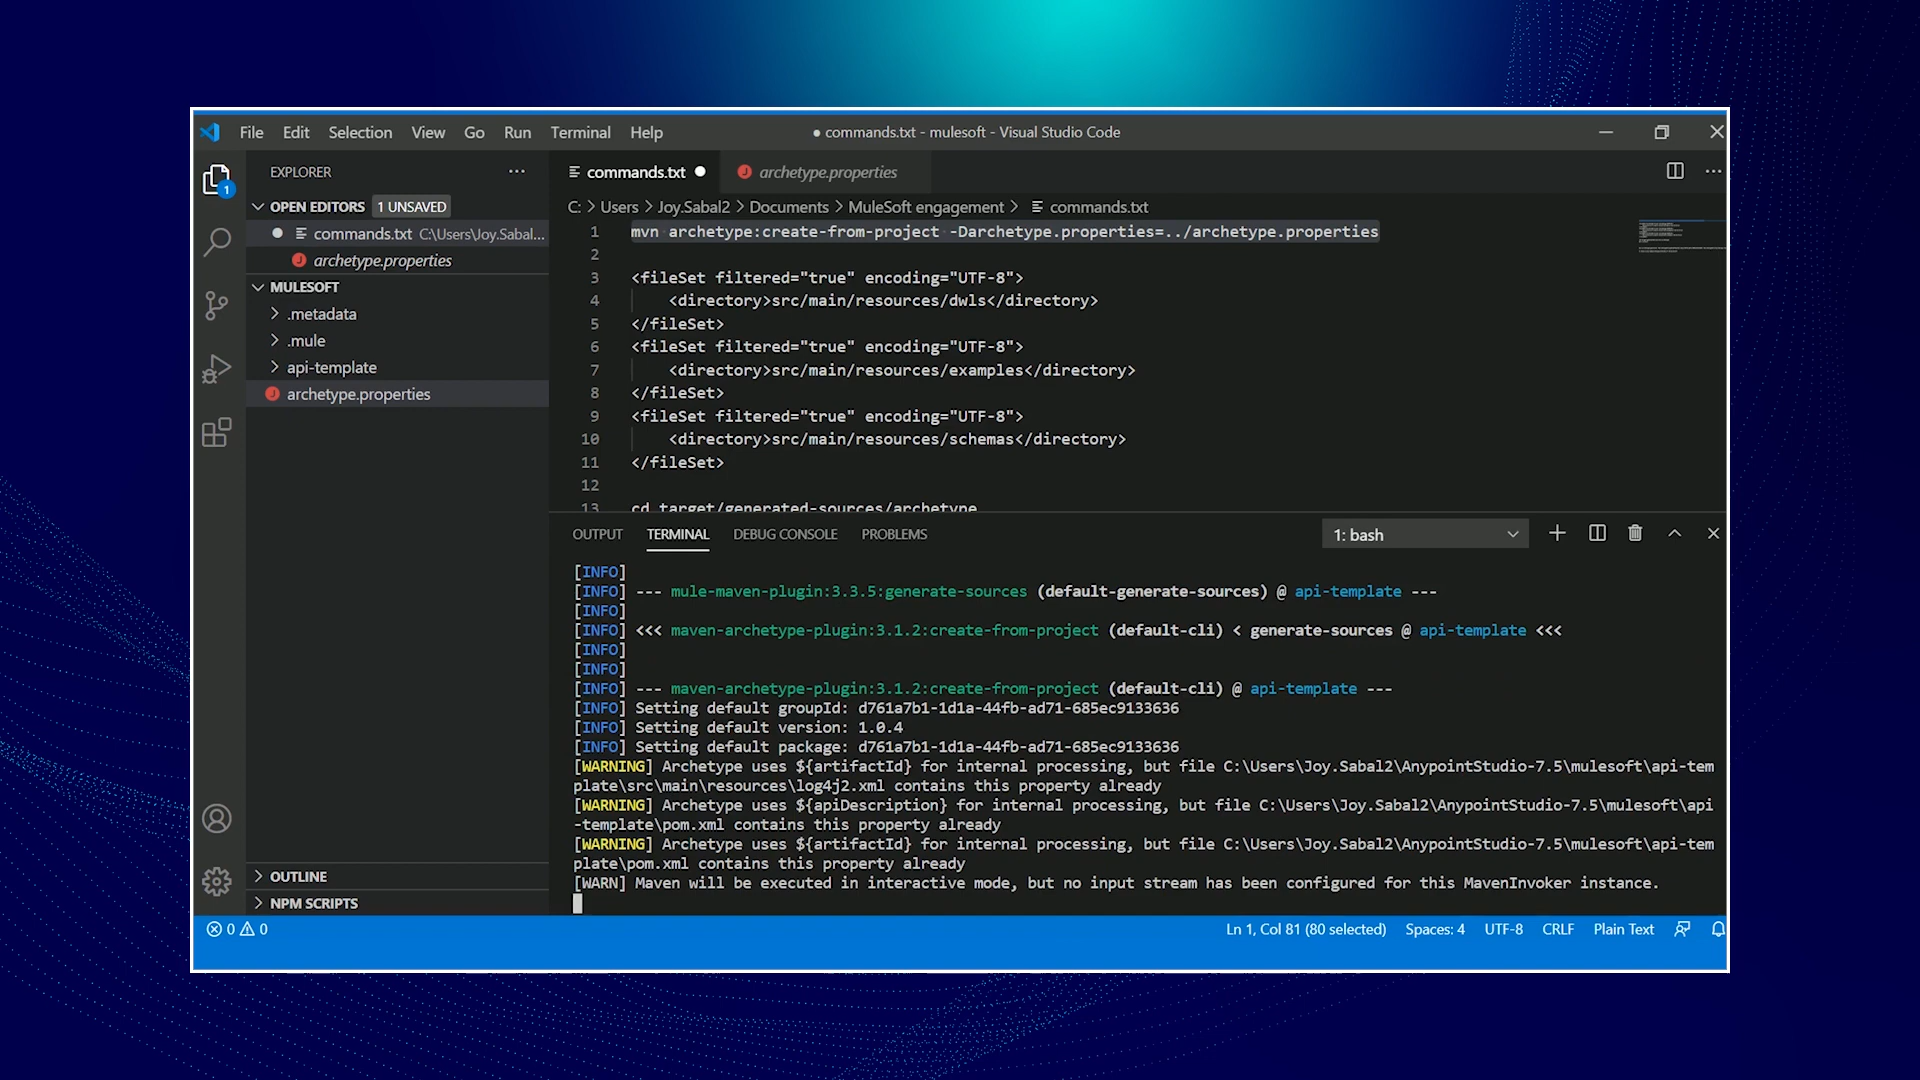 File Edit Selection View Go Run Terminal Help
● commands.txt - mulesoft - Visual Studio Code
EXPLORER
1
OPEN EDITORS 1 UNSAVED
commands.txt C:\Users\Joy.Sabal...
archetype.properties
MULESOFT
.metadata
.mule
api-template
archetype.properties
OUTLINE
NPM SCRIPTS
commands.txt
archetype.properties
C: > Users > Joy.Sabal2 > Documents > MuleSoft engagement > commands.txt
1 mvn archetype:create-from-project -Darchetype.properties=../archetype.properties
2
3 <fileSet filtered="true" encoding="UTF-8">
4 <directory>src/main/resources/dwls</directory>
5 </fileSet>
6 <fileSet filtered="true" encoding="UTF-8">
7 <directory>src/main/resources/examples</directory>
8 </fileSet>
9 <fileSet filtered="true" encoding="UTF-8">
10 <directory>src/main/resources/schemas</directory>
11 </fileSet>
12
13 cd target/generated-sources/archetype
OUTPUT TERMINAL DEBUG CONSOLE PROBLEMS
1: bash
[INFO]
[INFO] --- mule-maven-plugin:3.3.5:generate-sources (default-generate-sources) @ api-template ---
[INFO]
[INFO] <<< maven-archetype-plugin:3.1.2:create-from-project (default-cli) < generate-sources @ api-template <<<
[INFO]
[INFO]
[INFO] --- maven-archetype-plugin:3.1.2:create-from-project (default-cli) @ api-template ---
[INFO] Setting default groupId: d761a7b1-1d1a-44fb-ad71-685ec9133636
[INFO] Setting default version: 1.0.4
[INFO] Setting default package: d761a7b1-1d1a-44fb-ad71-685ec9133636
[WARNING] Archetype uses ${artifactId} for internal processing, but file C:\Users\Joy.Sabal2\AnypointStudio-7.5\mulesoft\api-tem
plate\src\main\resources\log4j2.xml contains this property already
[WARNING] Archetype uses ${apiDescription} for internal processing, but file C:\Users\Joy.Sabal2\AnypointStudio-7.5\mulesoft\api
-template\pom.xml contains this property already
[WARNING] Archetype uses ${artifactId} for internal processing, but file C:\Users\Joy.Sabal2\AnypointStudio-7.5\mulesoft\api-tem
plate\pom.xml contains this property already
[WARN] Maven will be executed in interactive mode, but no input stream has been configured for this MavenInvoker instance.
0 0
Ln 1, Col 81 (80 selected) Spaces: 4 UTF-8 CRLF Plain Text